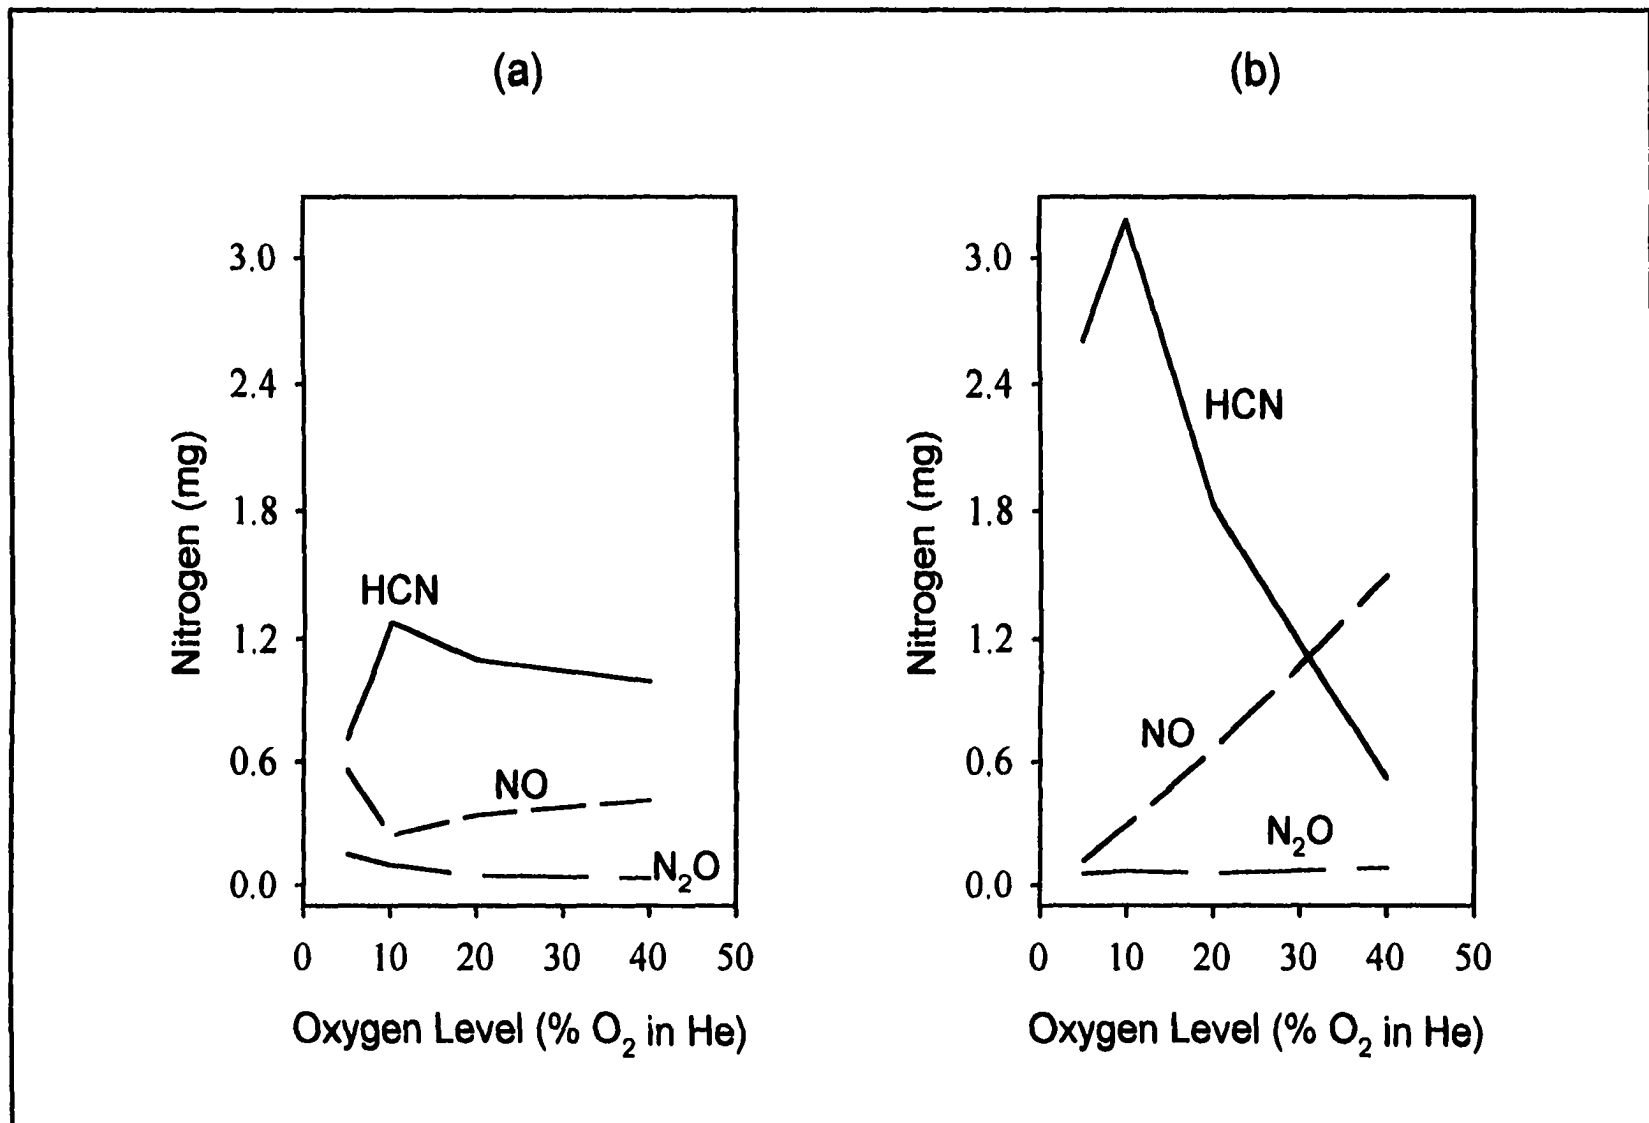 (a)
3.0
2.4
1.8
1.2
0.6
0.0
Nitrogen (mg)
HCN
NO
N₂O
0 10 20 30 40 50
Oxygen Level (% O₂ in He)
(b)
3.0
2.4
1.8
1.2
0.6
0.0
Nitrogen (mg)
HCN
NO
N₂O
0 10 20 30 40 50
Oxygen Level (% O₂ in He)